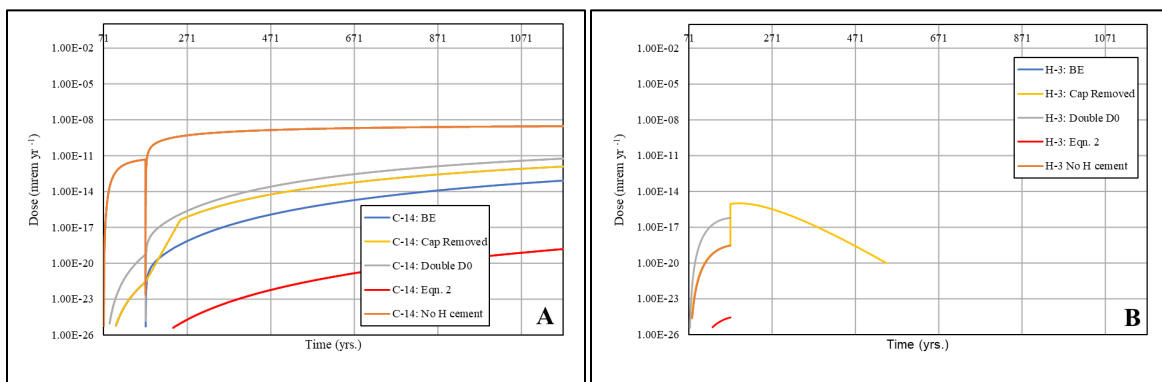 71 271 471 671 871 1071
1.00E-02
1.00E-05
1.00E-08
1.00E-11
1.00E-14
1.00E-17
1.00E-20
1.00E-23
1.00E-26
Dose (mrem yr -1)
C-14: BE
C-14: Cap Removed
C-14: Double D0
C-14: Eqn. 2
C-14: No H cement
A
Time (yrs.)
71 271 471 671 871 1071
1.00E-02
1.00E-05
1.00E-08
1.00E-11
1.00E-14
1.00E-17
1.00E-20
1.00E-23
1.00E-26
Dose (mrem yr -1)
H-3: BE
H-3: Cap Removed
H-3: Double D0
H-3: Eqn. 2
H-3 No H cement
B
Time (yrs.)